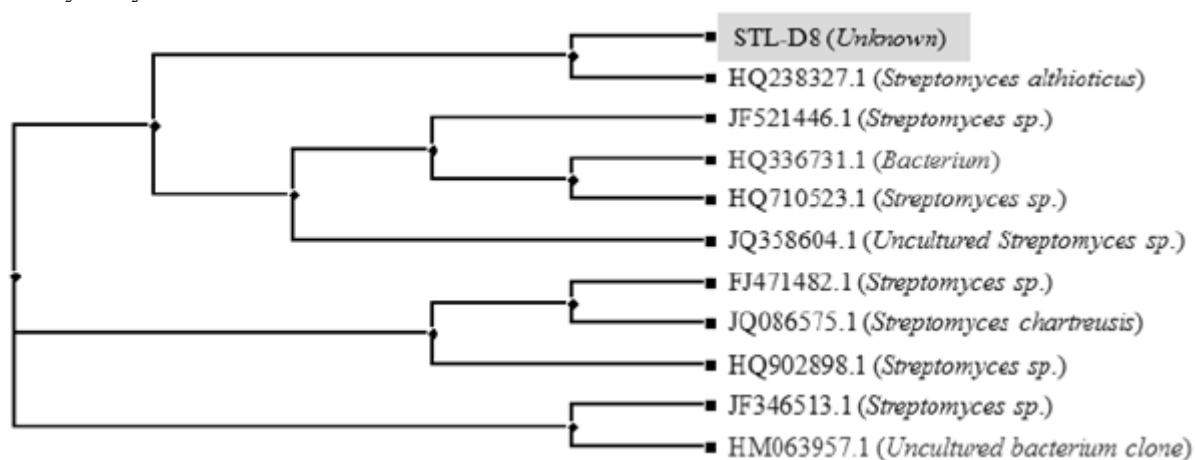 STL-D8 (Unknown)
HQ238327.1 (Streptomyces althioticus)
JF521446.1 (Streptomyces sp.)
HQ336731.1 (Bacterium)
HQ710523.1 (Streptomyces sp.)
JQ358604.1 (Uncultured Streptomyces sp.)
FJ471482.1 (Streptomyces sp.)
JQ086575.1 (Streptomyces chartreusis)
HQ902898.1 (Streptomyces sp.)
JF346513.1 (Streptomyces sp.)
HM063957.1 (Uncultured bacterium clone)